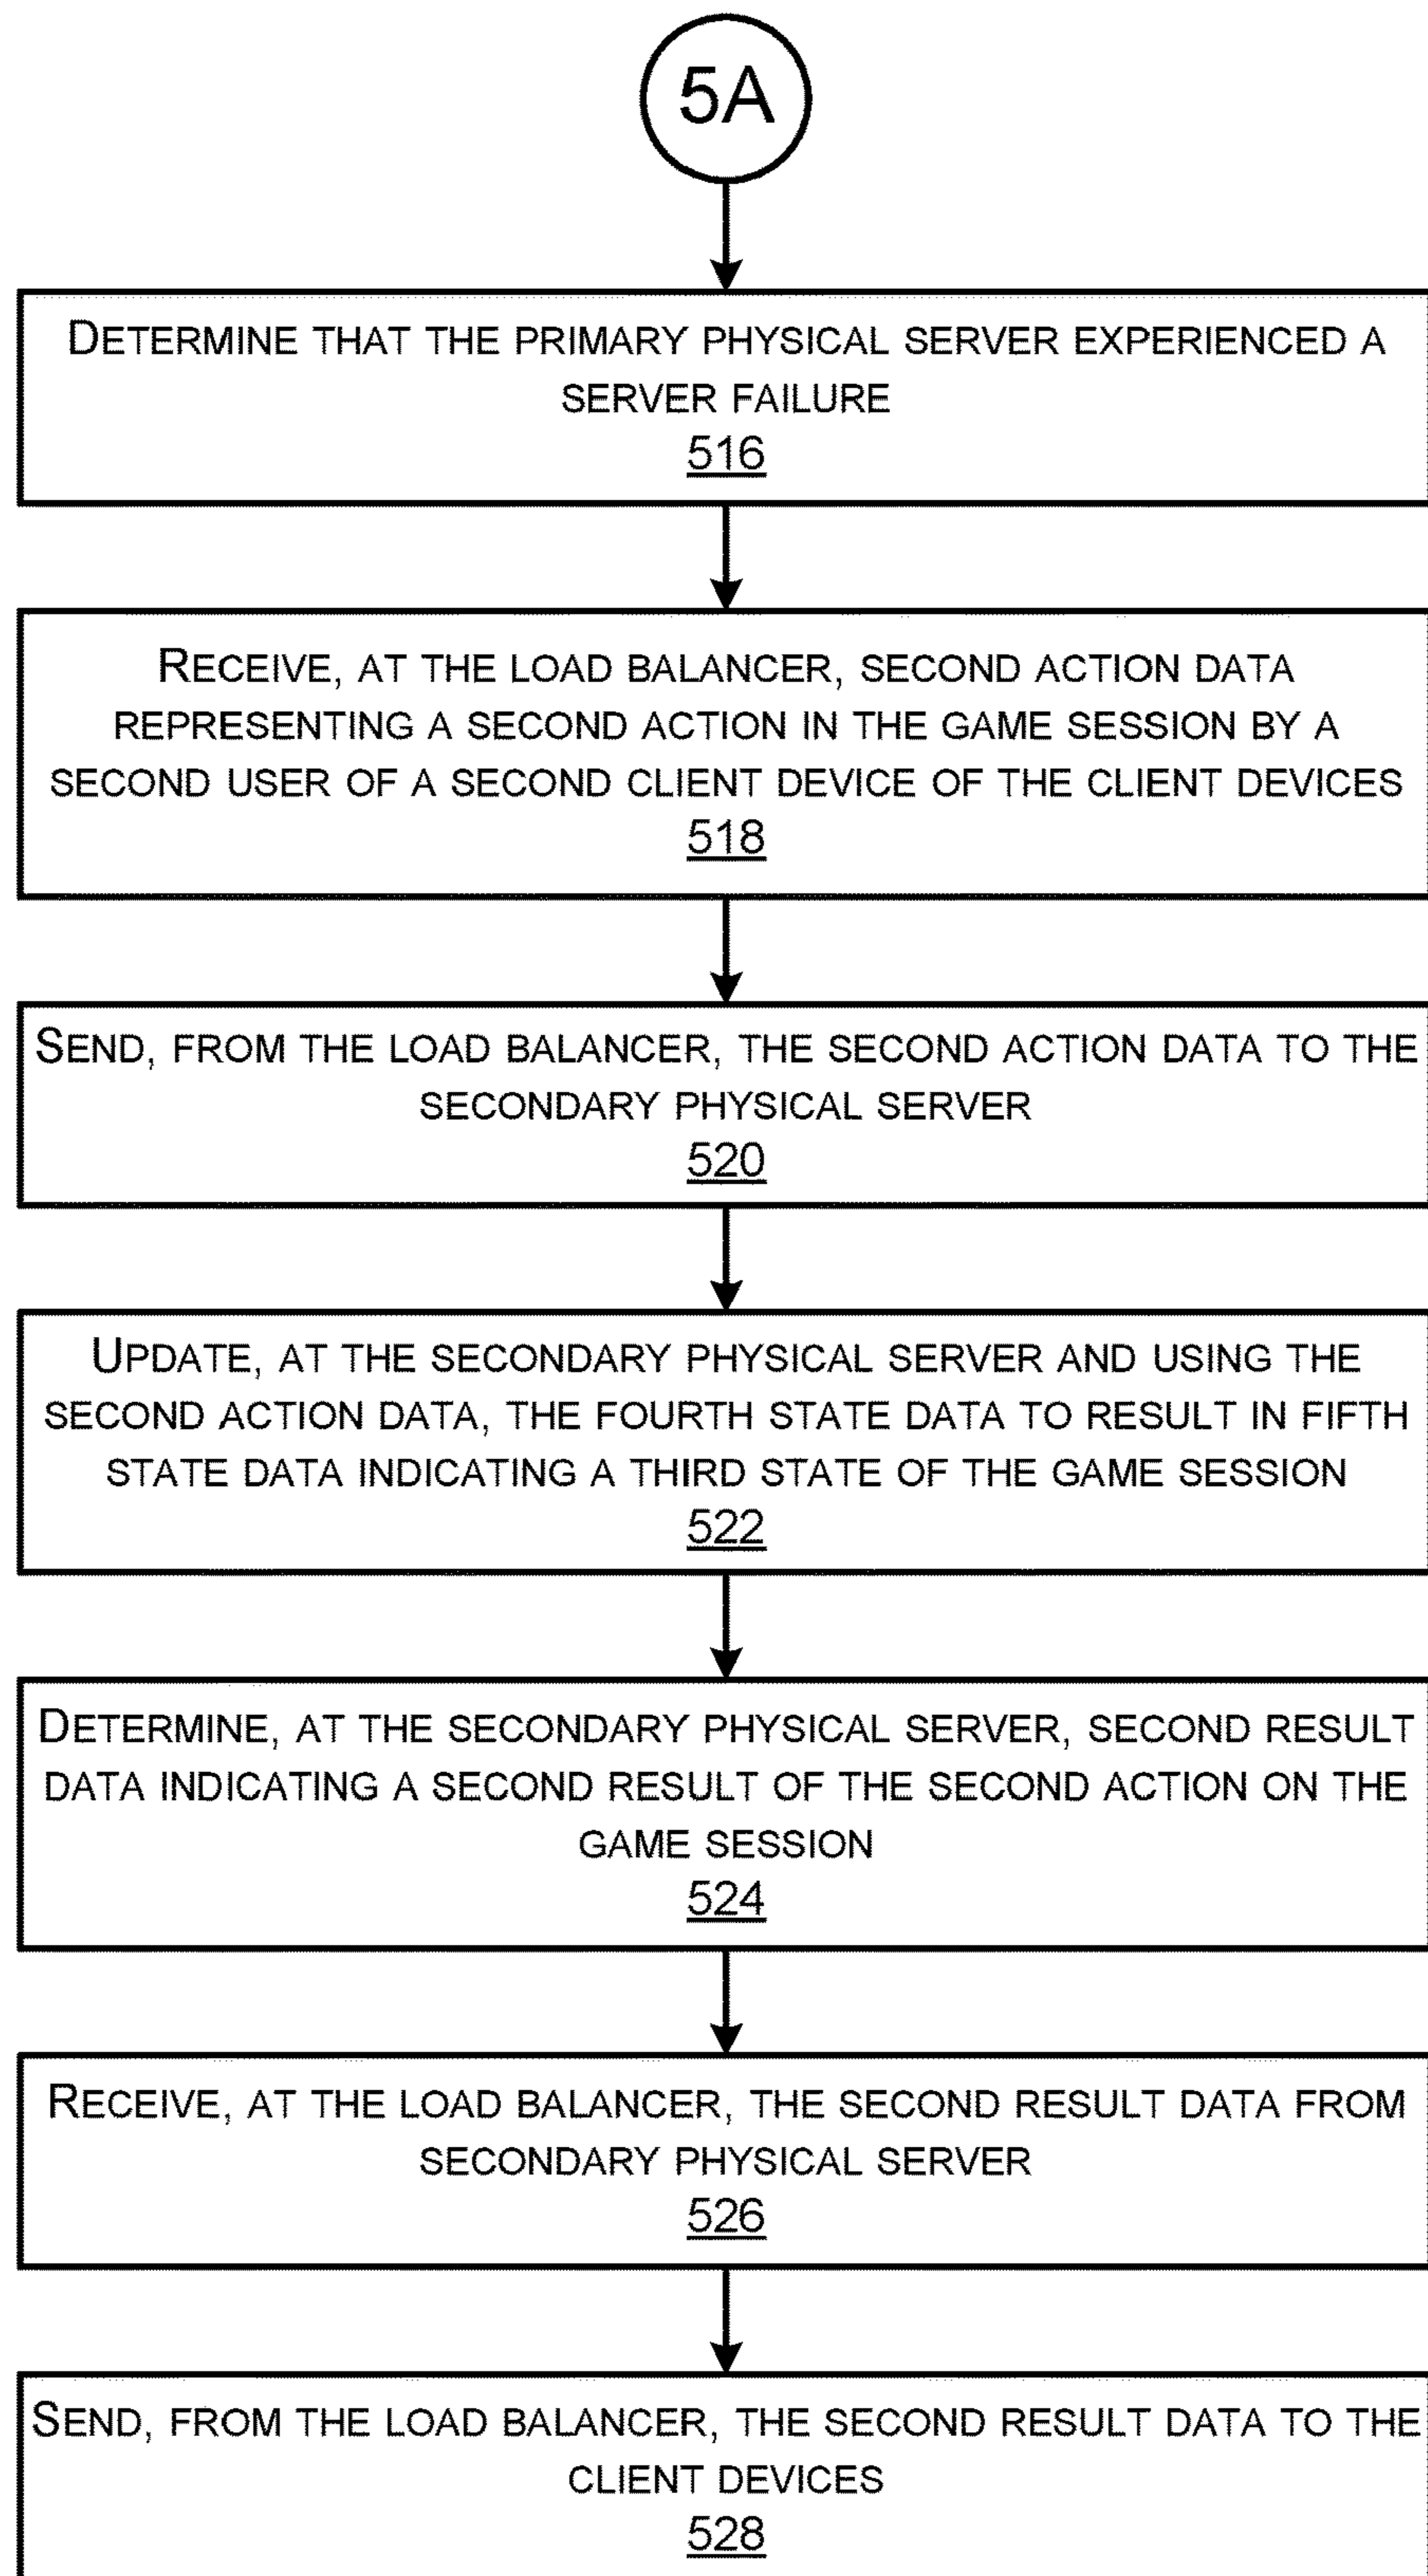 5A
DETERMINE THAT THE PRIMARY PHYSICAL SERVER EXPERIENCED A
SERVER FAILURE
516
RECEIVE, AT THE LOAD BALANCER, SECOND ACTION DATA
REPRESENTING A SECOND ACTION IN THE GAME SESSION BY A
SECOND USER OF A SECOND CLIENT DEVICE OF THE CLIENT DEVICES
518
SEND, FROM THE LOAD BALANCER, THE SECOND ACTION DATA TO THE
SECONDARY PHYSICAL SERVER
520
UPDATE, AT THE SECONDARY PHYSICAL SERVER AND USING THE
SECOND ACTION DATA, THE FOURTH STATE DATA TO RESULT IN FIFTH
STATE DATA INDICATING A THIRD STATE OF THE GAME SESSION
522
DETERMINE, AT THE SECONDARY PHYSICAL SERVER, SECOND RESULT
DATA INDICATING A SECOND RESULT OF THE SECOND ACTION ON THE
GAME SESSION
524
RECEIVE, AT THE LOAD BALANCER, THE SECOND RESULT DATA FROM
SECONDARY PHYSICAL SERVER
526
SEND, FROM THE LOAD BALANCER, THE SECOND RESULT DATA TO THE
CLIENT DEVICES
528